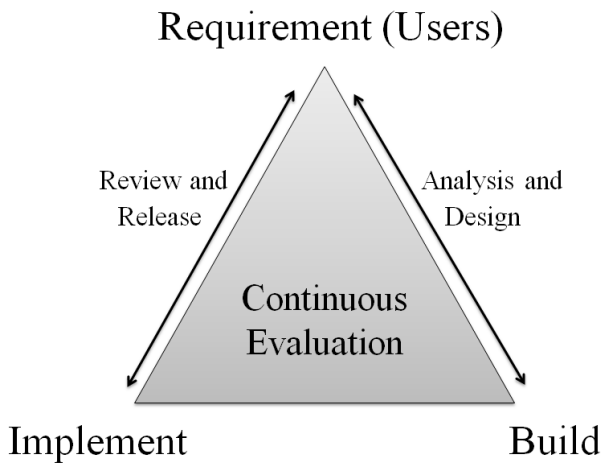 Requirement (Users)
Review and
Release
Analysis and
Design
Continuous
Evaluation
Implement
Build